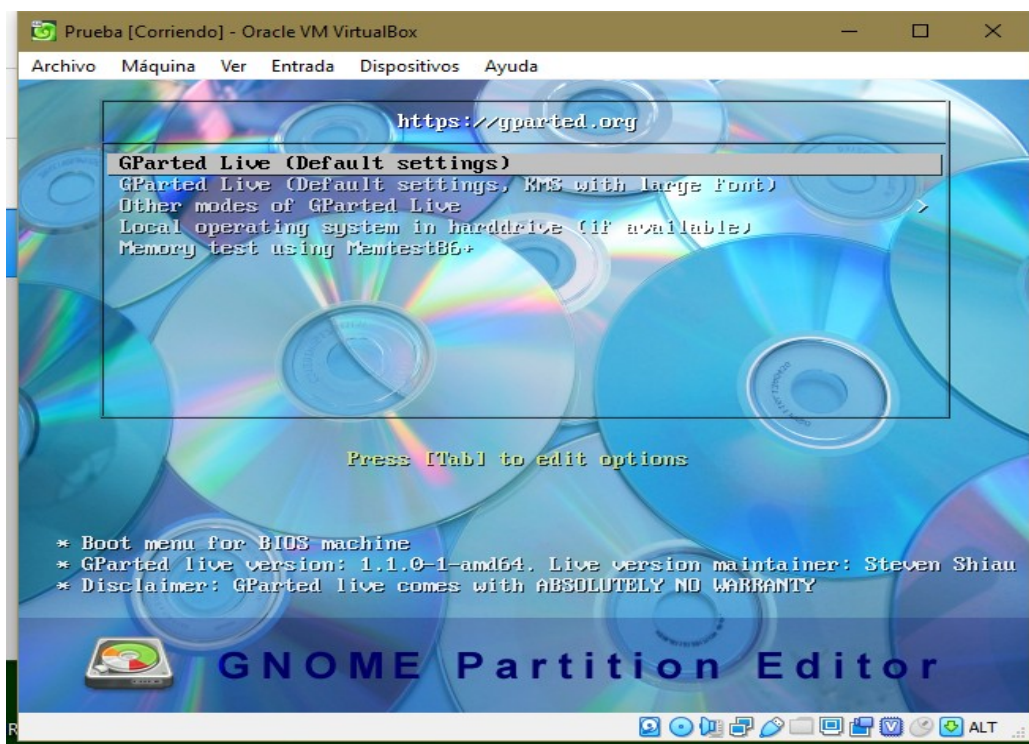 Prueba [Corriendo] - Oracle VM VirtualBox
Archivo Máquina Ver Entrada Dispositivos Ayuda
https://gparted.org
GParted Live (Default settings)
GParted Live (Default settings, KMS with large font)
Other modes of GParted Live >
Local operating system in harddrive (if available)
Memory test using Memtest86+
Press [Tab] to edit options
* Boot menu for BIOS machine
* GParted live version: 1.1.0-1-amd64. Live version maintainer: Steven Shiau
* Disclaimer: GParted live comes with ABSOLUTELY NO WARRANTY
GNOME Partition Editor
R
ALT